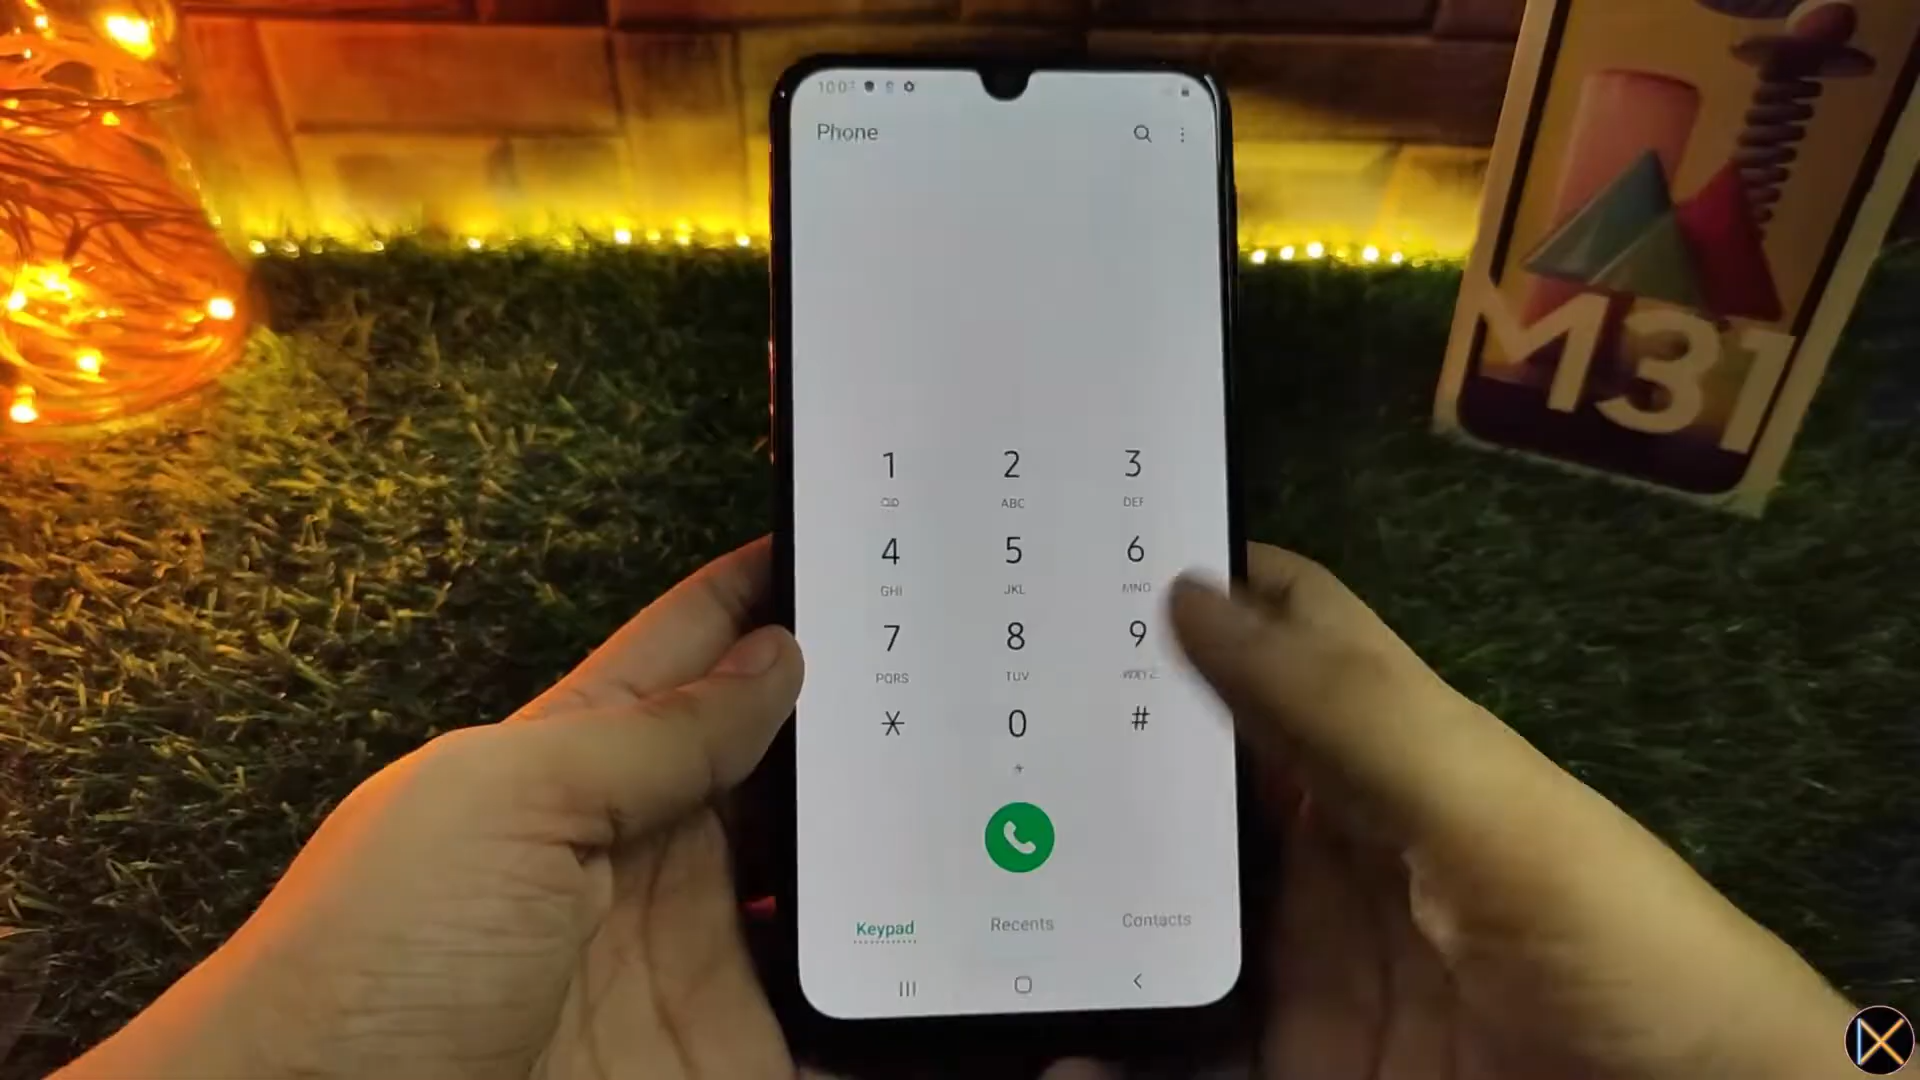 Phone
1
2
3
ABC
DEF
4
5
6
GHI
JKL
MNO
7
8
9
PQRS
TUV
WXYZ
*
0
#
+
Keypad
Recents
Contacts
M31